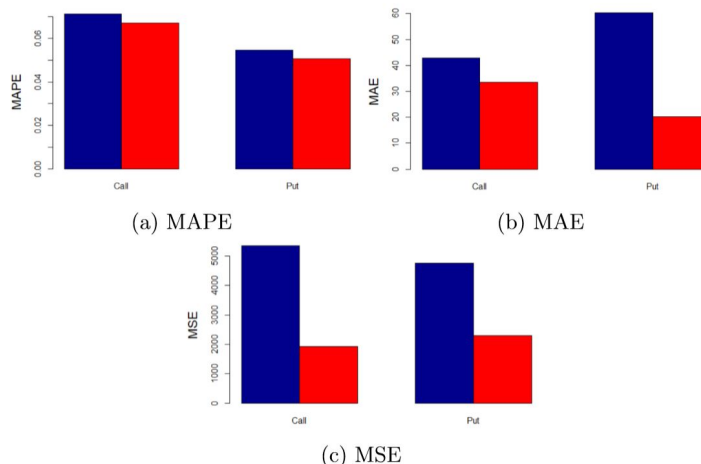 MAPE
0.00 0.02 0.04 0.06
Call Put
(a) MAPE
MAE
0 10 20 30 40 50 60
Call Put
(b) MAE
MSE
0 1000 2000 3000 4000 5000
Call Put
(c) MSE